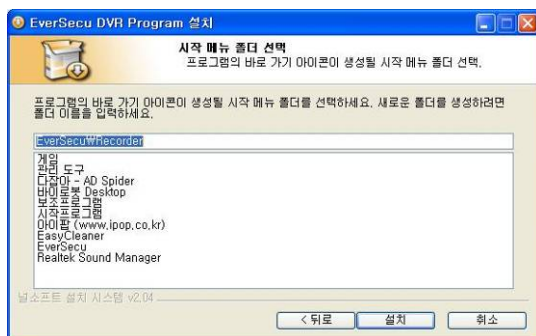 EverSecu DVR Program 설치
시작 메뉴 폴더 선택
프로그램의 바로 가기 아이콘이 생성될 시작 메뉴 폴더 선택.
프로그램의 바로 가기 아이콘이 생성될 시작 메뉴 폴더를 선택하세요. 새로운 폴더를 생성하려면
폴더 이름을 입력하세요.
EverSecu₩Recorder
게임
관리 도구
다잡아 - AD Spider
바이로봇 Desktop
보조프로그램
시작프로그램
아이팝 (www.ipop.co.kr)
EasyCleaner
EverSecu
Realtek Sound Manager
널소프트 설치 시스템 v2.04
< 뒤로 설치 취소